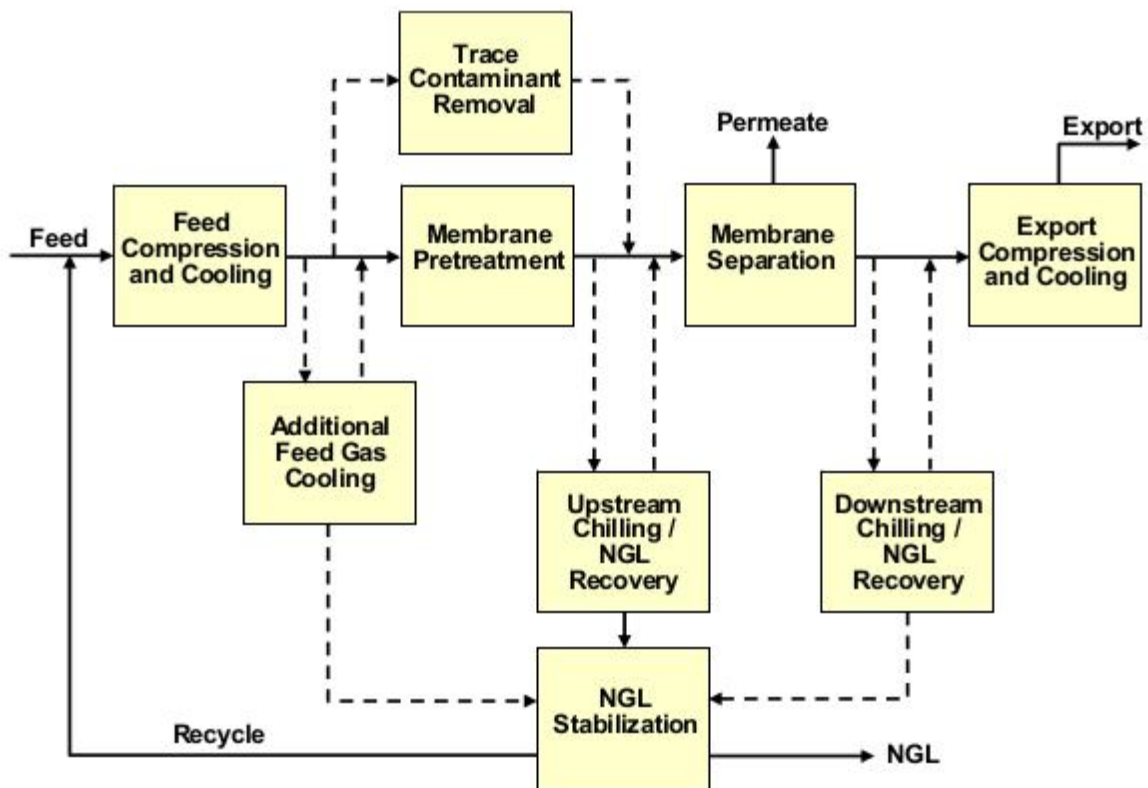 Trace
Contaminant
Removal
Permeate
Export
Feed
Feed
Compression
and Cooling
Membrane
Pretreatment
Membrane
Separation
Export
Compression
and Cooling
Additional
Feed Gas
Cooling
Upstream
Chilling /
NGL
Recovery
Downstream
Chilling /
NGL
Recovery
NGL
Stabilization
Recycle
NGL